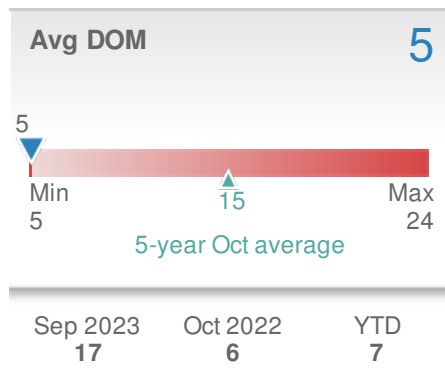 Avg DOM 5
5
Min Max
5 15 24
5-year Oct average
Sep 2023 Oct 2022 YTD
17 6 7